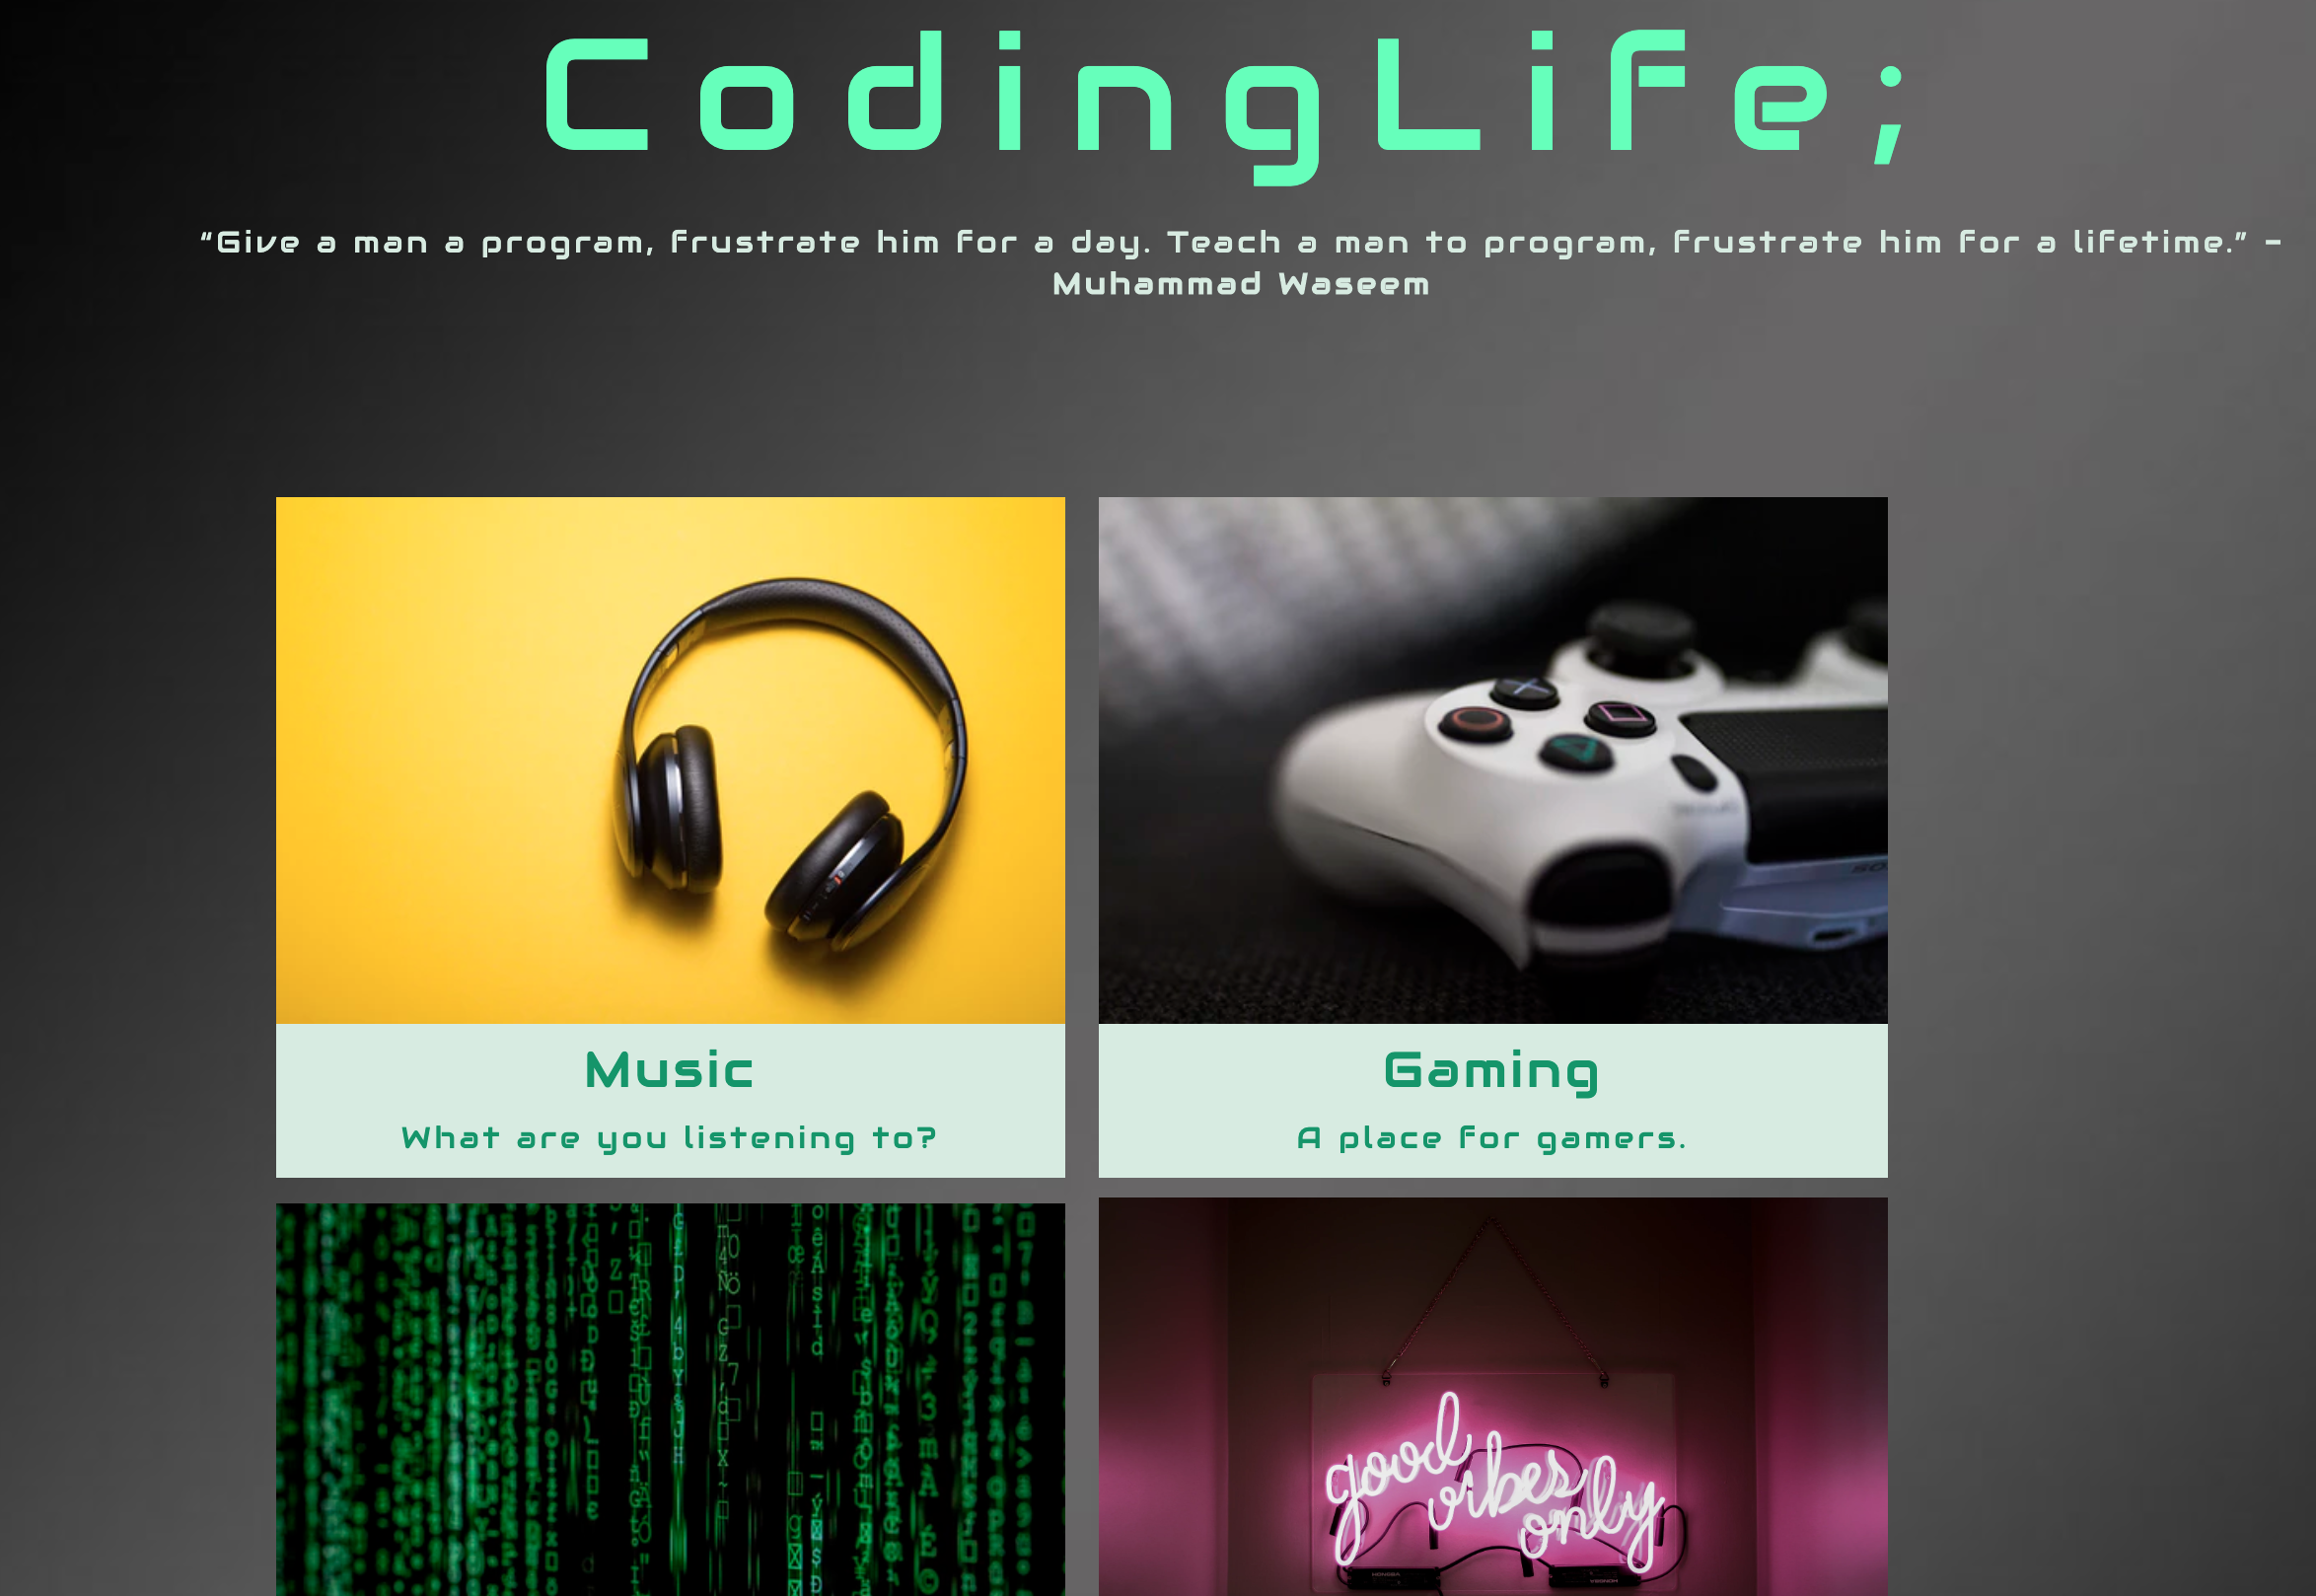 CodingLife;
“Give a man a program, frustrate him for a day. Teach a man to program, frustrate him for a lifetime.” –
Muhammad Waseem
Music
What are you listening to?
Gaming
A place for gamers.
good
vibes
only